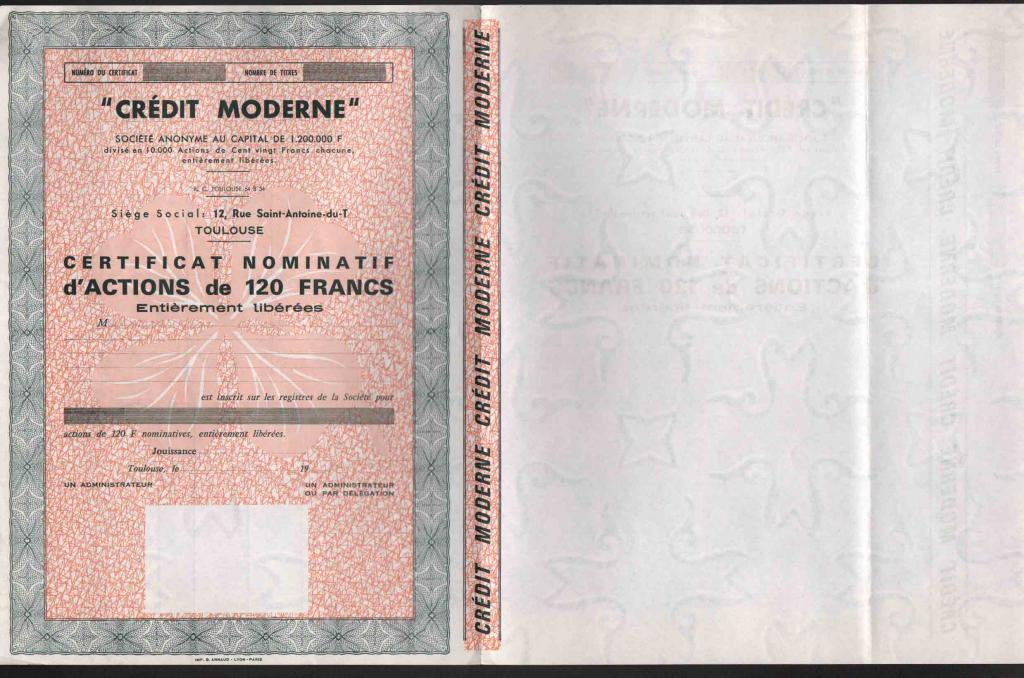 NUMÉRO DU CERTIFICAT NOMBRE DE TITRES
"CRÉDIT MODERNE"
SOCIÉTÉ ANONYME AU CAPITAL DE 1.200.000 F
divisé en 10.000 Actions de Cent vingt Francs chacune,
entièrement libérées.
R. C. TOULOUSE 54 B 34
Siège Social: 12, Rue Saint-Antoine-du-T
TOULOUSE
CERTIFICAT NOMINATIF
d'ACTIONS de 120 FRANCS
Entièrement libérées
M
est inscrit sur les registres de la Société pour
actions de 120 F nominatives, entièrement libérées.
Jouissance
Toulouse, le 19
UN ADMINISTRATEUR UN ADMINISTRATEUR
OU PAR DÉLÉGATION
IMP. B. ARNAUD - LYON - PARIS
CRÉDIT MODERNE CRÉDIT MODERNE CRÉDIT MODERNE